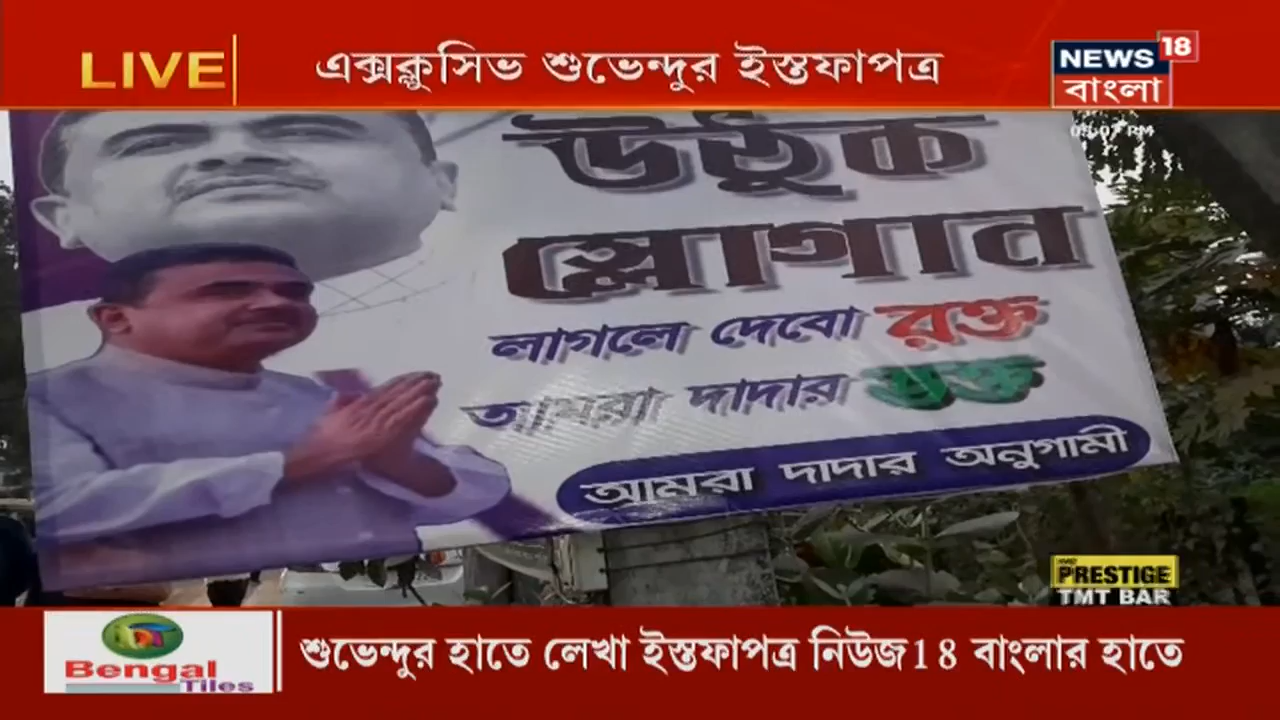 LIVE
এক্সক্লুসিভ শুভেন্দুর ইস্তফাপত্র
NEWS 18
বাংলা
PM
উঠুক
স্লোগান
লাগলে দেবো রক্ত
আমরা দাদার ভক্ত
আমরা দাদার অনুগামী
PRESTIGE
TMT BAR
Bengal
Tiles
শুভেন্দুর হাতে লেখা ইস্তফাপত্র নিউজ18 বাংলার হাতে